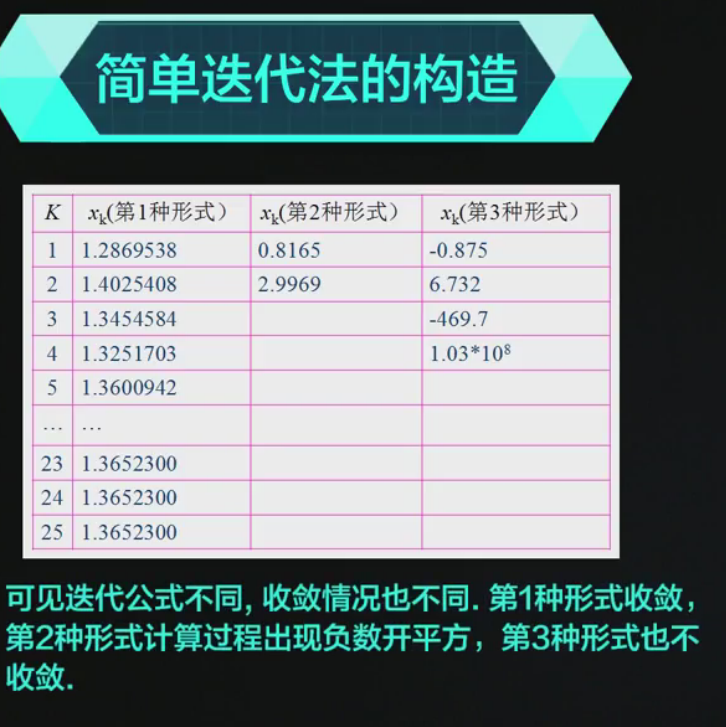 简单迭代法的构造
K xk(第1种形式） xk(第2种形式） xk(第3种形式）
1 1.2869538 0.8165 -0.875
2 1.4025408 2.9969 6.732
3 1.3454584 -469.7
4 1.3251703 1.03*10⁸
5 1.3600942
… …
23 1.3652300
24 1.3652300
25 1.3652300
可见迭代公式不同, 收敛情况也不同. 第1种形式收敛，
第2种形式计算过程出现负数开平方，第3种形式也不
收敛.